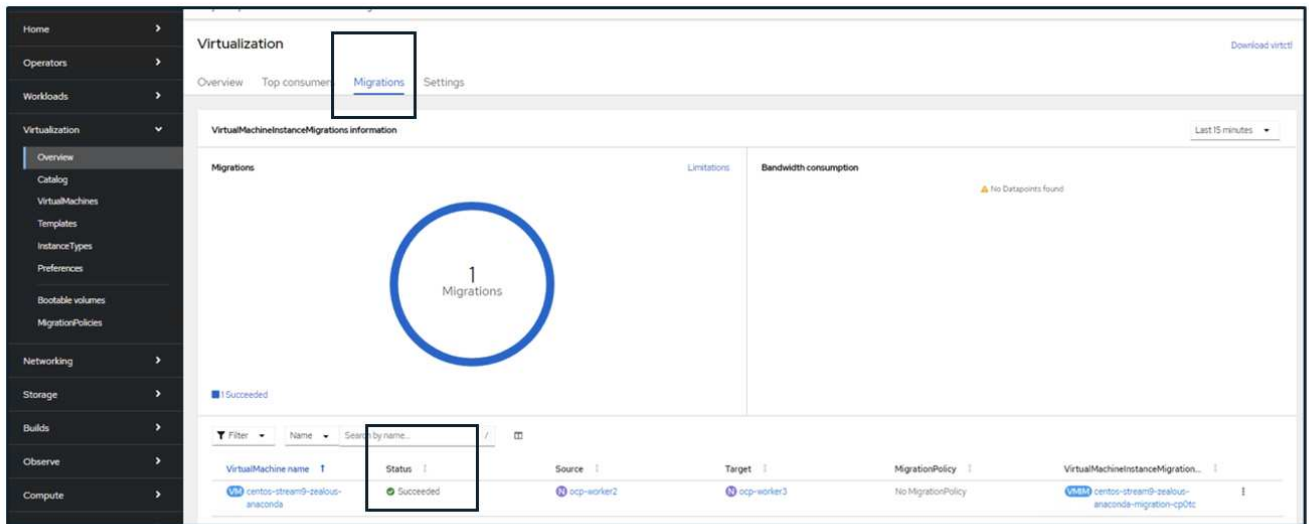 Home
Operators
Workloads
Virtualization
Overview
Catalog
VirtualMachines
Templates
InstanceTypes
Preferences
Bootable volumes
MigrationPolicies
Networking
Storage
Builds
Observe
Compute
Virtualization
Download virtctl
Overview Top consumers Migrations Settings
VirtualMachineInstanceMigrations information
Last 15 minutes
Migrations Limitations
1
Migrations
1 Succeeded
Bandwidth consumption
No Datapoints found
Filter Name Search by name... /
VirtualMachine name Status Source Target MigrationPolicy VirtualMachineInstanceMigration...
VM centos-stream9-zealous- Succeeded N ocp-worker2 N ocp-worker3 No MigrationPolicy VMIM centos-stream9-zealous-
anaconda anaconda-migration-cp0tc